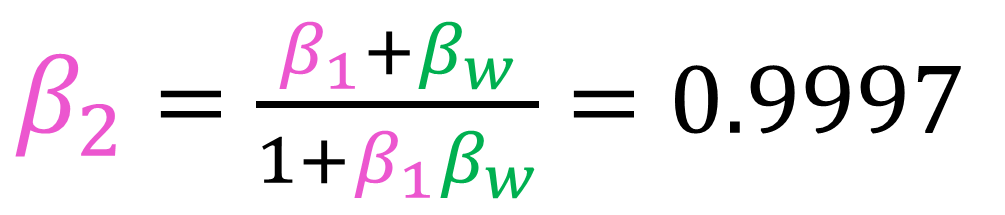 β₂ = (β₁+βw)/(1+β₁βw) = 0.9997